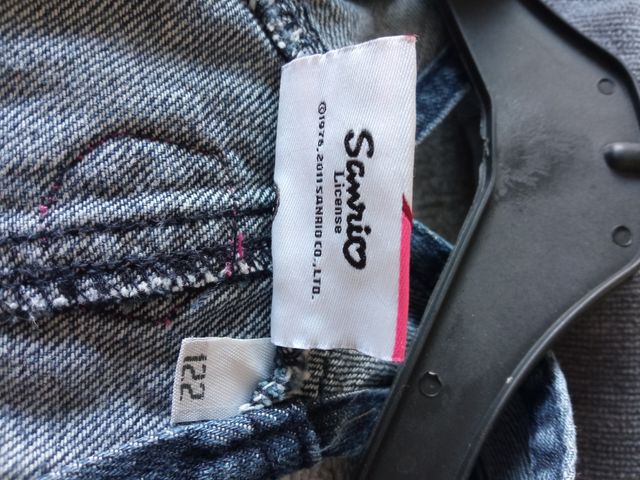 Sanrio
License
©1976, 2011 SANRIO CO., LTD.
122